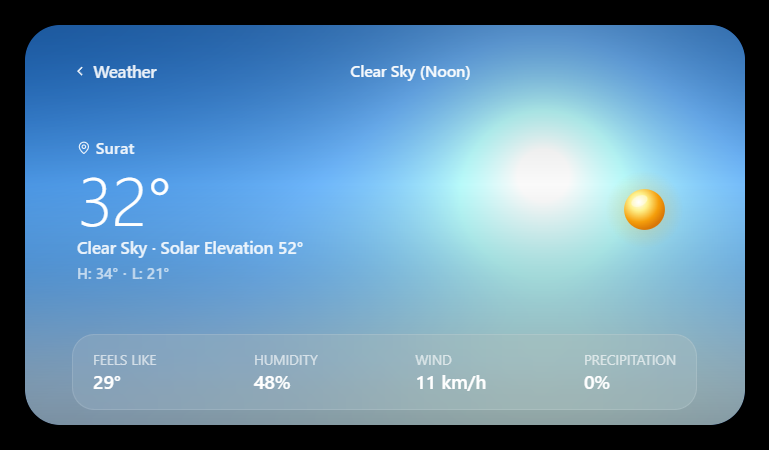 Weather
Clear Sky (Noon)
Surat
32°
Clear Sky · Solar Elevation 52°
H: 34° · L: 21°
FEELS LIKE
29°
HUMIDITY
48%
WIND
11 km/h
PRECIPITATION
0%